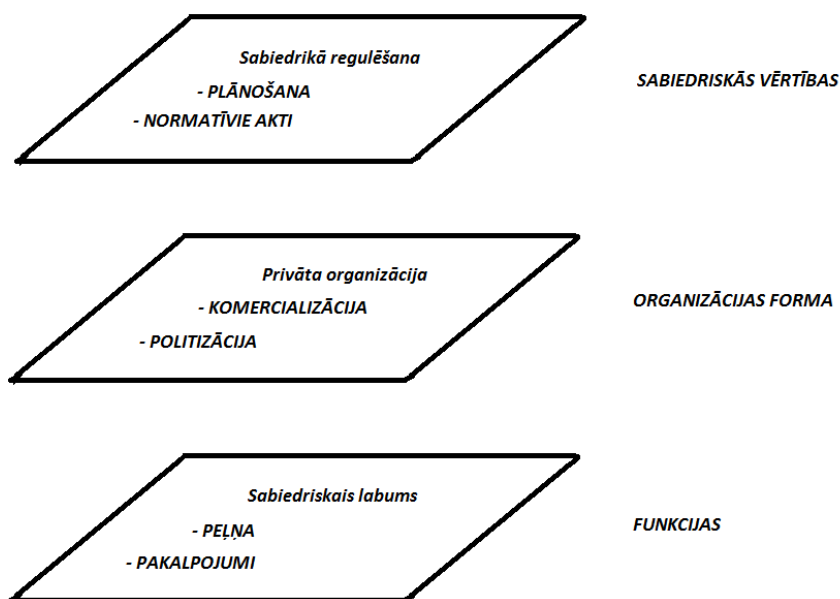 Sabiedrikā regulēšana
- PLĀNOŠANA
- NORMATĪVIE AKTI
SABIEDRISKĀS VĒRTĪBAS
Privāta organizācija
- KOMERCIALIZĀCIJA
- POLITIZĀCIJA
ORGANIZĀCIJAS FORMA
Sabiedriskais labums
- PEĻŅA
- PAKALPOJUMI
FUNKCIJAS